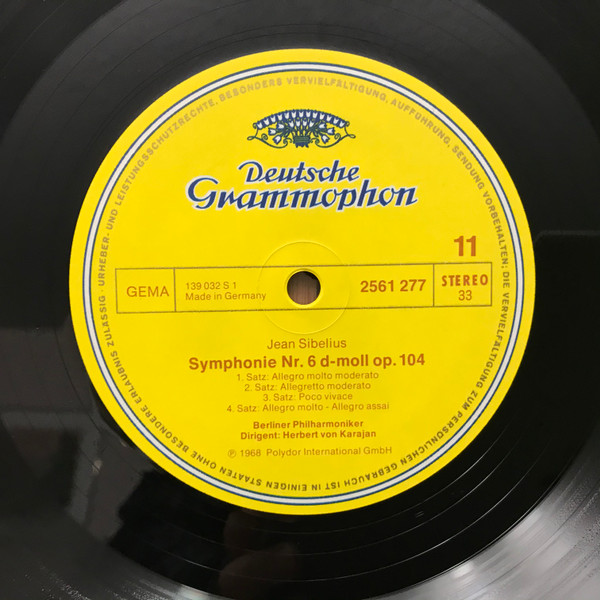 URHEBER- UND LEISTUNGSSCHUTZRECHTE, BESONDERS VERVIELFÄLTIGUNG, AUFFÜHRUNG, SENDUNG VORBEHALTEN; DIE VERVIELFÄLTIGUNG ZUM PERSÖNLICHEN GEBRAUCH IST IN EINIGEN STAATEN OHNE BESONDERE ERLAUBNIS ZULÄSSIG ·
Deutsche
Grammophon
11
GEMA
139 032 S 1
Made in Germany
2561 277
STEREO
33
Jean Sibelius
Symphonie Nr. 6 d-moll op. 104
1. Satz: Allegro molto moderato
2. Satz: Allegretto moderato
3. Satz: Poco vivace
4. Satz: Allegro molto - Allegro assai
Berliner Philharmoniker
Dirigent: Herbert von Karajan
℗ 1968 Polydor International GmbH